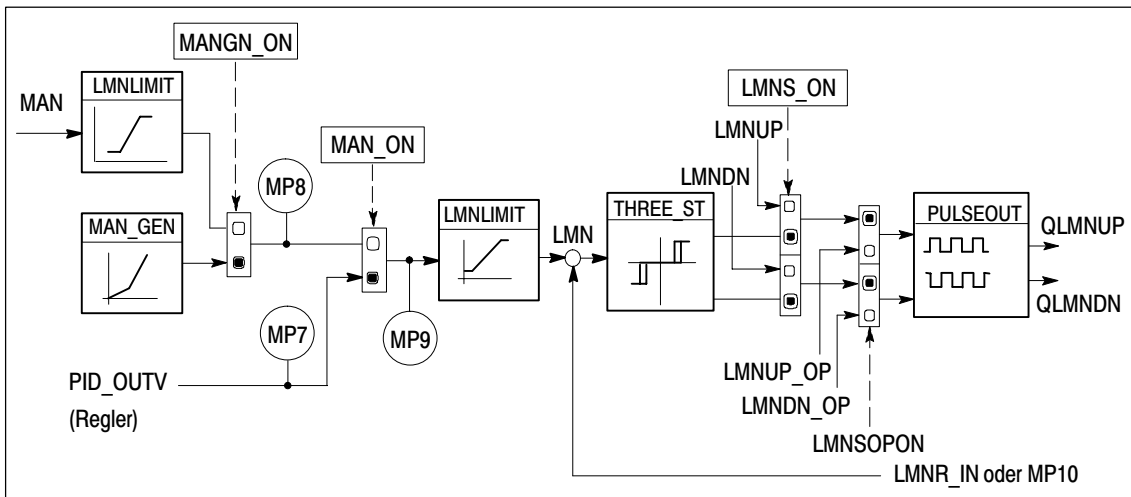 MANGN_ON
LMNLIMIT
MAN
LMNS_ON
LMNUP
MAN_ON
LMNDN
MP8
LMNLIMIT
THREE_ST
PULSEOUT
MAN_GEN
LMN
QLMNUP
QLMNDN
MP7
MP9
PID_OUTV
(Regler)
LMNUP_OP
LMNDN_OP
LMNSOPON
LMNR_IN oder MP10